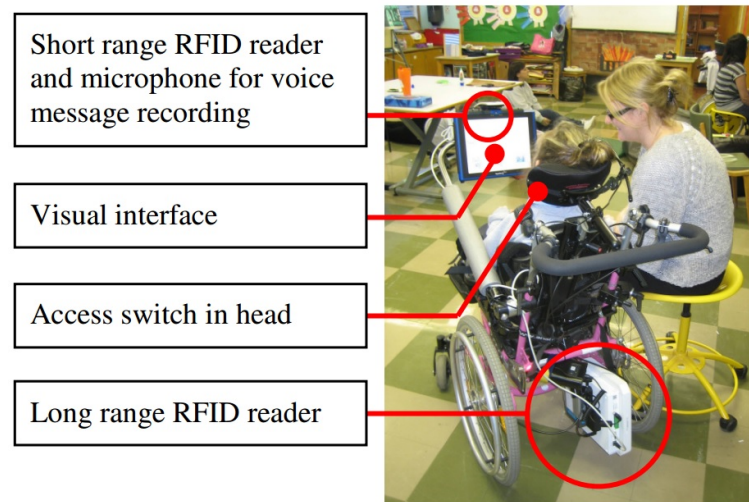 Short range RFID reader
and microphone for voice
message recording
Visual interface
Access switch in head
Long range RFID reader